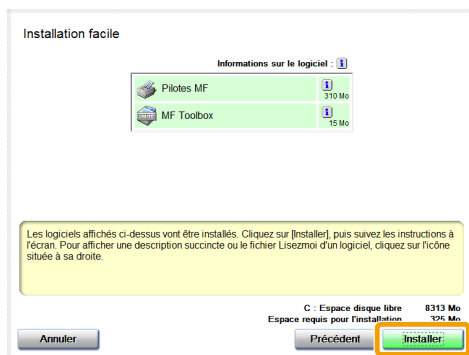 Installation facile
Informations sur le logiciel :
Pilotes MF
310 Mo
MF Toolbox
15 Mo
Les logiciels affichés ci-dessus vont être installés. Cliquez sur [Installer], puis suivez les instructions à
l'écran. Pour afficher une description succincte ou le fichier Lisezmoi d'un logiciel, cliquez sur l'icône
située à sa droite.
C : Espace disque libre 8313 Mo
Espace requis pour l'installation 325 Mo
Annuler Précédent Installer